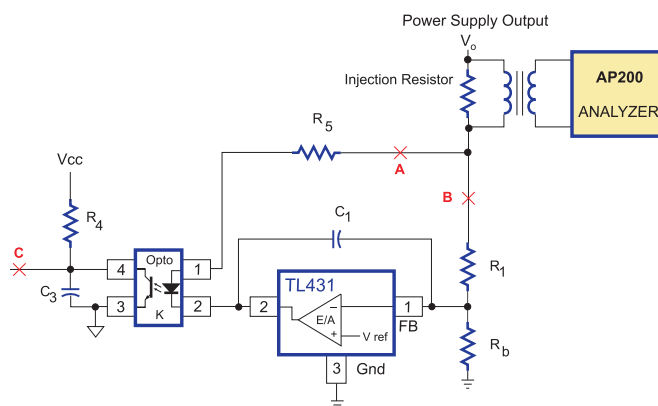 Power Supply Output
Vo
Injection Resistor
AP200
ANALYZER
R5
A
Vcc
B
R4
C1
C
Opto
4
1
R1
C3
TL431
3
2
2
E/A
−
+
1
K
V ref
FB
Rb
3
Gnd